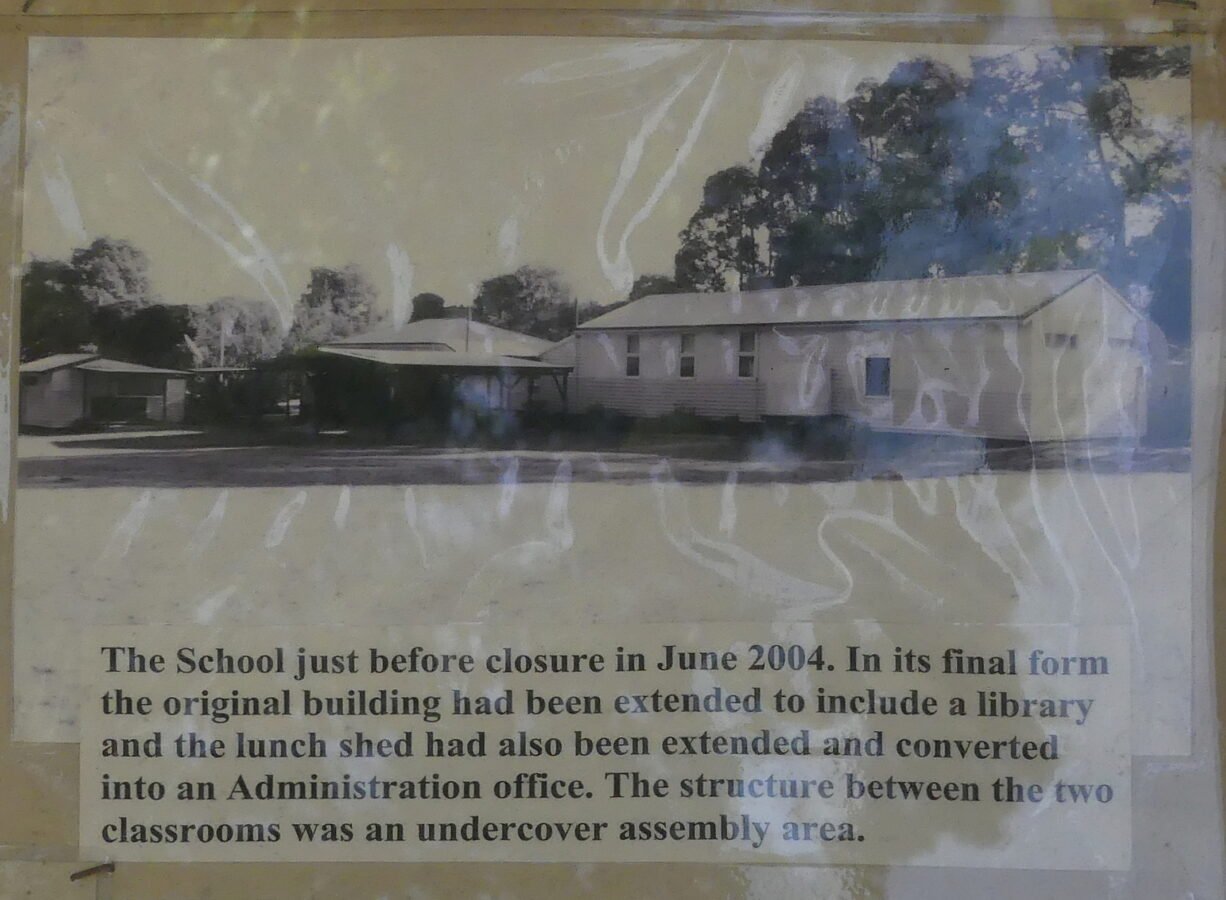 The School just before closure in June 2004. In its final form
the original building had been extended to include a library
and the lunch shed had also been extended and converted
into an Administration office. The structure between the two
classrooms was an undercover assembly area.